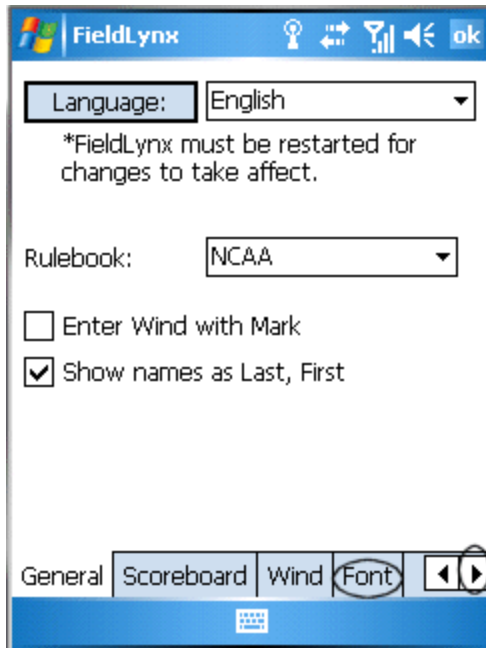 FieldLynx ok
Language: English
*FieldLynx must be restarted for
changes to take affect.
Rulebook: NCAA
Enter Wind with Mark
Show names as Last, First
General Scoreboard Wind Font